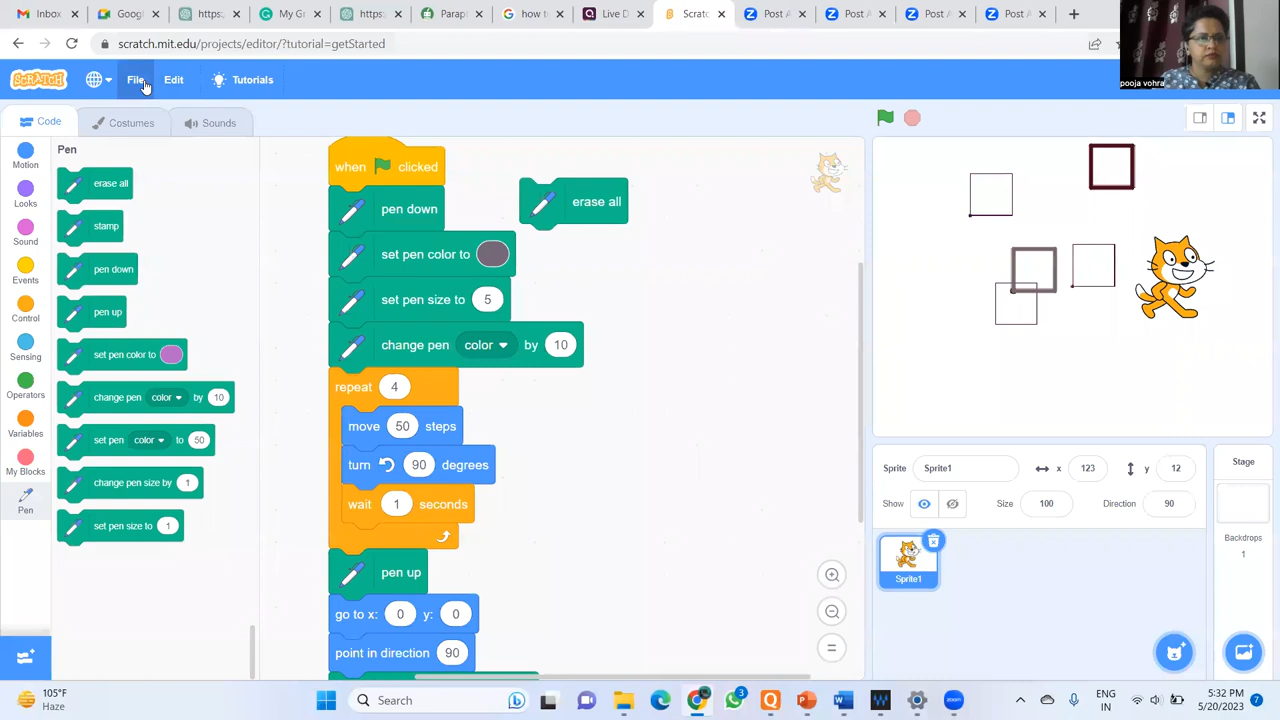 Inbox
Googl
https:
My Gr
https:
Parap
how to
Live D
Scratc
Post A
Post A
Post A
Post A
scratch.mit.edu/projects/editor/?tutorial=getStarted
pooja vohra
SCRATCH
File
Edit
Tutorials
Code
Costumes
Sounds
Motion
Looks
Sound
Events
Control
Sensing
Operators
Variables
My Blocks
Pen
Pen
erase all
stamp
pen down
pen up
set pen color to
change pen color by 10
set pen color to 50
change pen size by 1
set pen size to 1
when clicked
pen down
set pen color to
set pen size to 5
change pen color by 10
repeat 4
move 50 steps
turn 90 degrees
wait 1 seconds
pen up
go to x: 0 y: 0
point in direction 90
erase all
Sprite Sprite1 x 123 y 12
Show Size 100 Direction 90
Sprite1
Stage
Backdrops
1
105°F
Haze
Search
3
ENG
IN
5:32 PM
5/20/2023
7